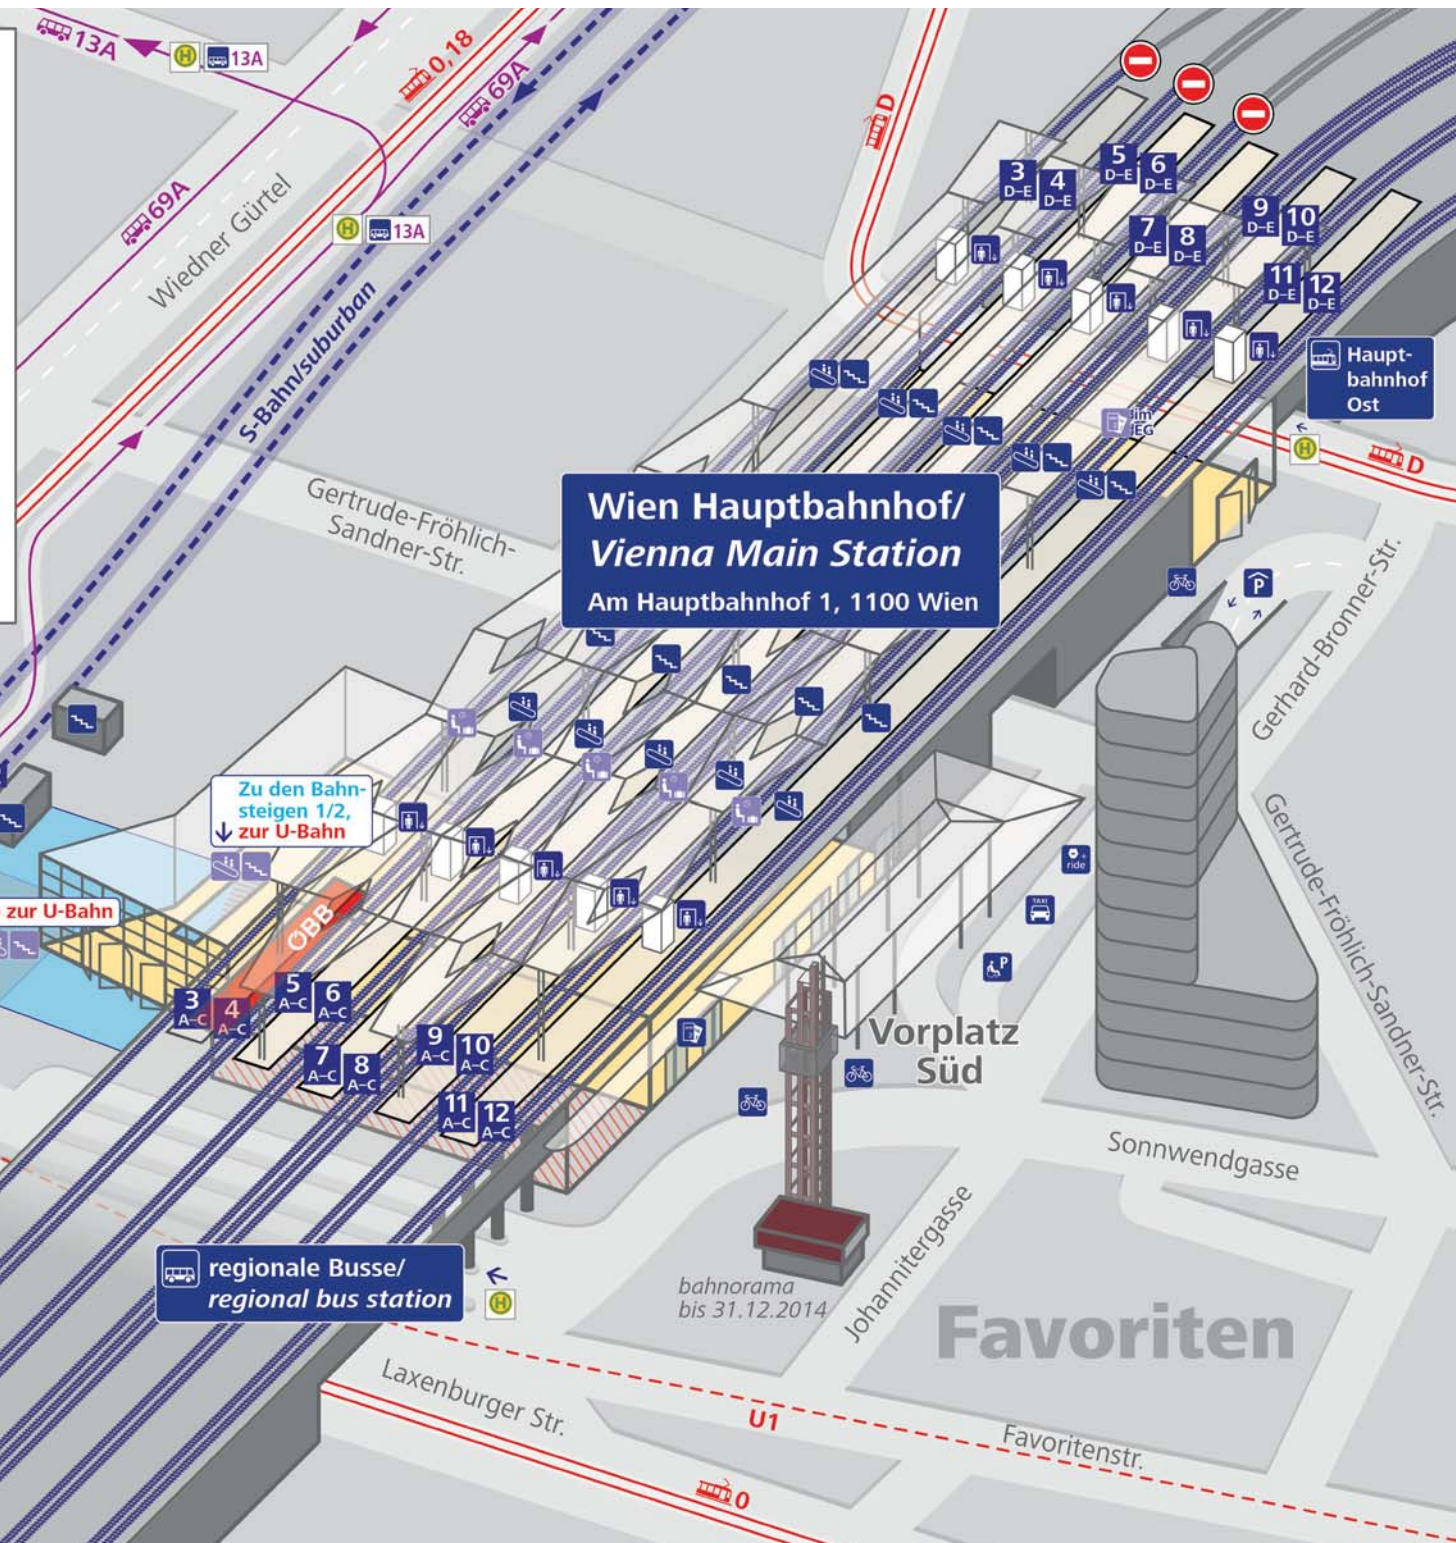 13A
H
13A
0, 18
69A
D
69A
Wiedner Gürtel
H
13A
S-Bahn/suburban
3
D–E
4
D–E
5
D–E
6
D–E
7
D–E
8
D–E
9
D–E
10
D–E
11
D–E
12
D–E
Haupt-
bahnhof
Ost
im
EG
H
D
Gertrude-Fröhlich-
Sandner-Str.
Wien Hauptbahnhof/
Vienna Main Station
Am Hauptbahnhof 1, 1100 Wien
P
Gerhard-Bronner-Str.
Gertrude-Fröhlich-Sandner-Str.
Zu den Bahn-
steigen 1/2,
zur U-Bahn
zur U-Bahn
ÖBB
ride
TAXI
P
3
A–C
4
A–C
5
A–C
6
A–C
7
A–C
8
A–C
9
A–C
10
A–C
11
A–C
12
A–C
Vorplatz
Süd
Sonnwendgasse
Johannitergasse
regionale Busse/
regional bus station
H
bahnorama
bis 31.12.2014
Favoriten
Laxenburger Str.
U1
Favoritenstr.
0